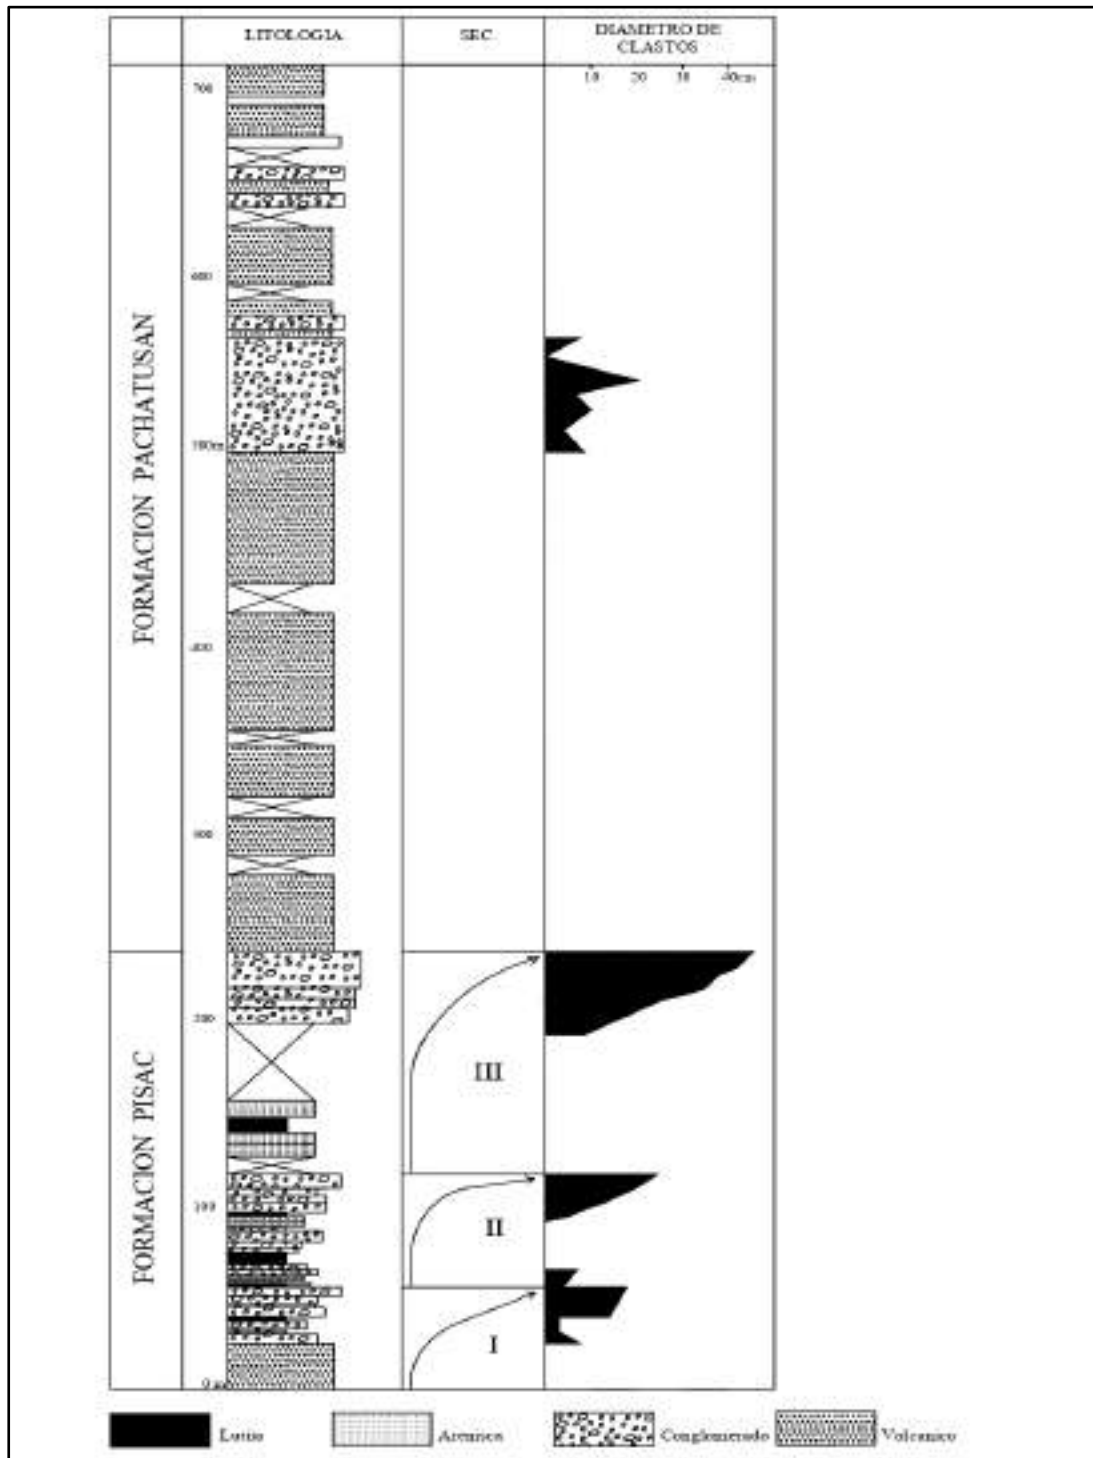 LITOLOGIA
SEC
DIAMETRO DE
CLASTOS
10 20 30 40cm
700
600
500m
400
300
200
100
0 m
FORMACION PACHATUSAN
FORMACION PISAC
III
II
I
Lutita
Arenisca
Conglomerado
Volcanico